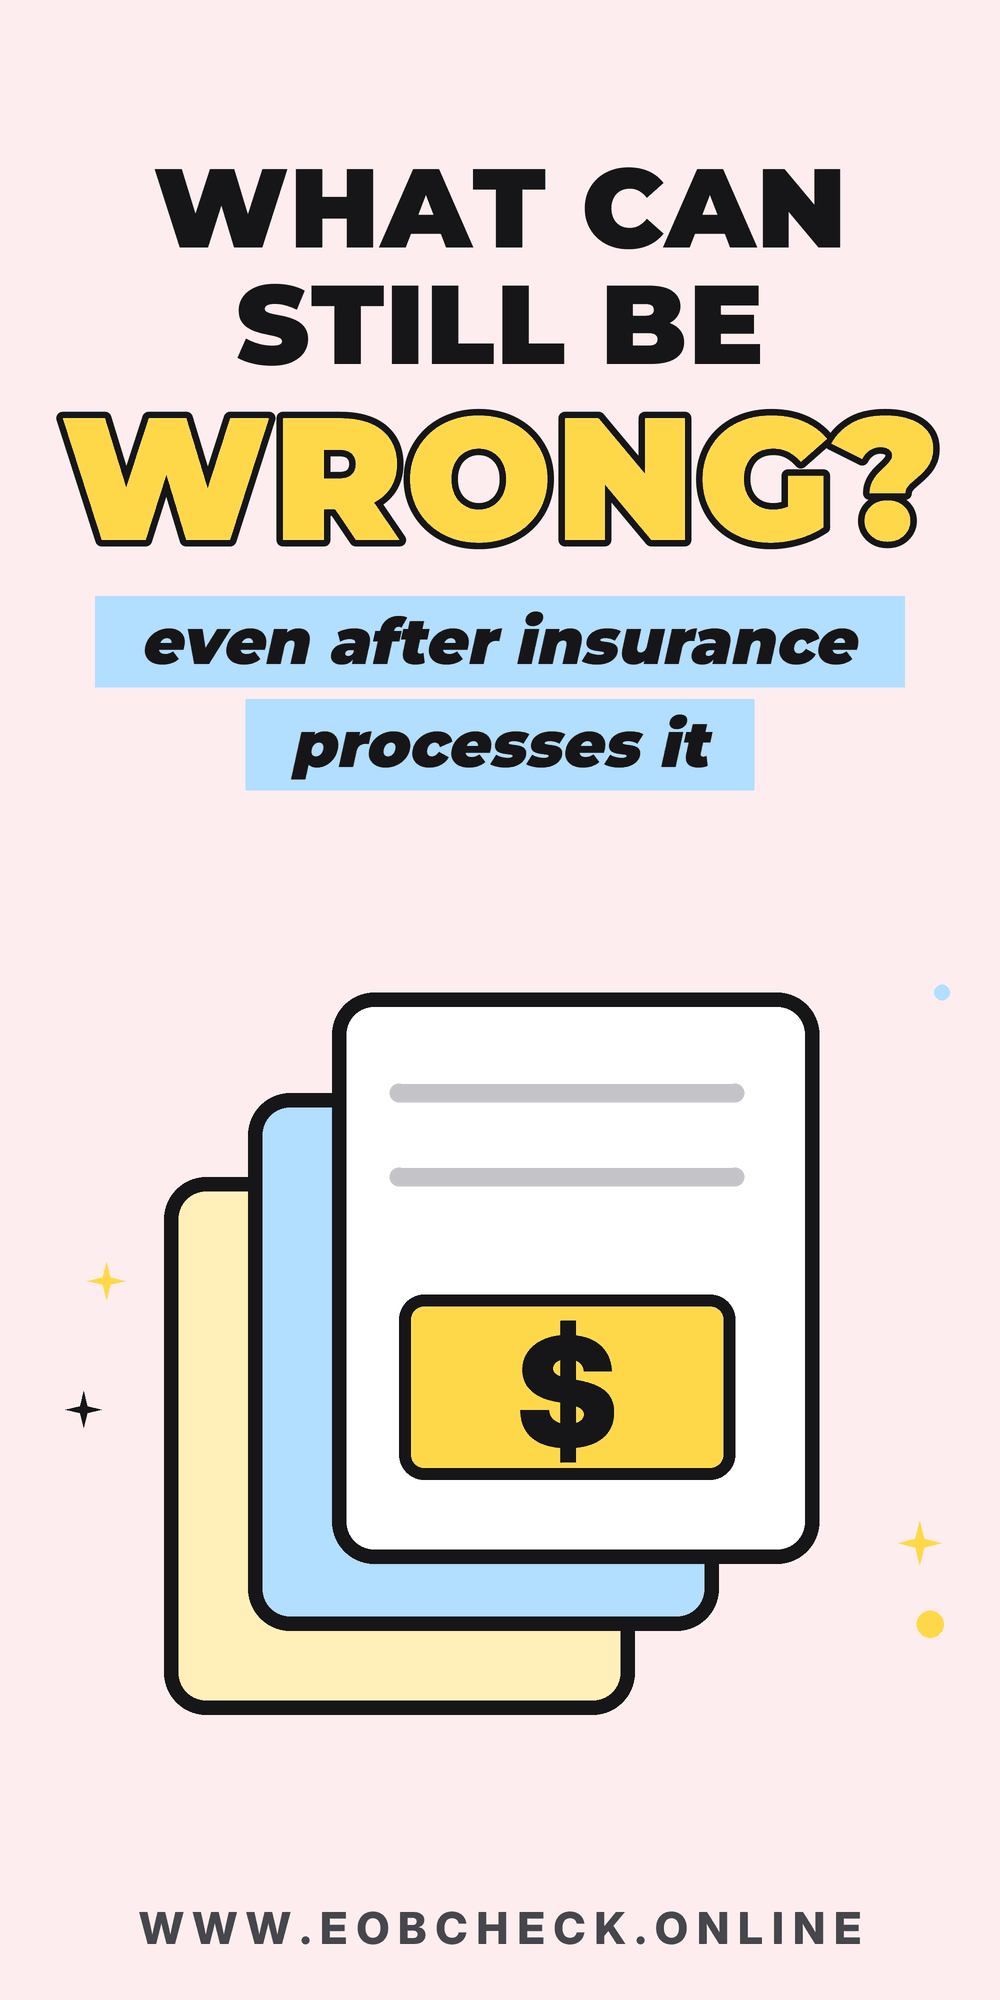 WHAT CAN
STILL BE
WRONG?
even after insurance
processes it
$
WWW.EOBCHECK.ONLINE